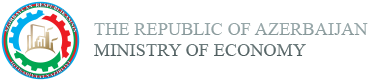 THE REPUBLIC OF AZERBAIJAN
MINISTRY OF ECONOMY